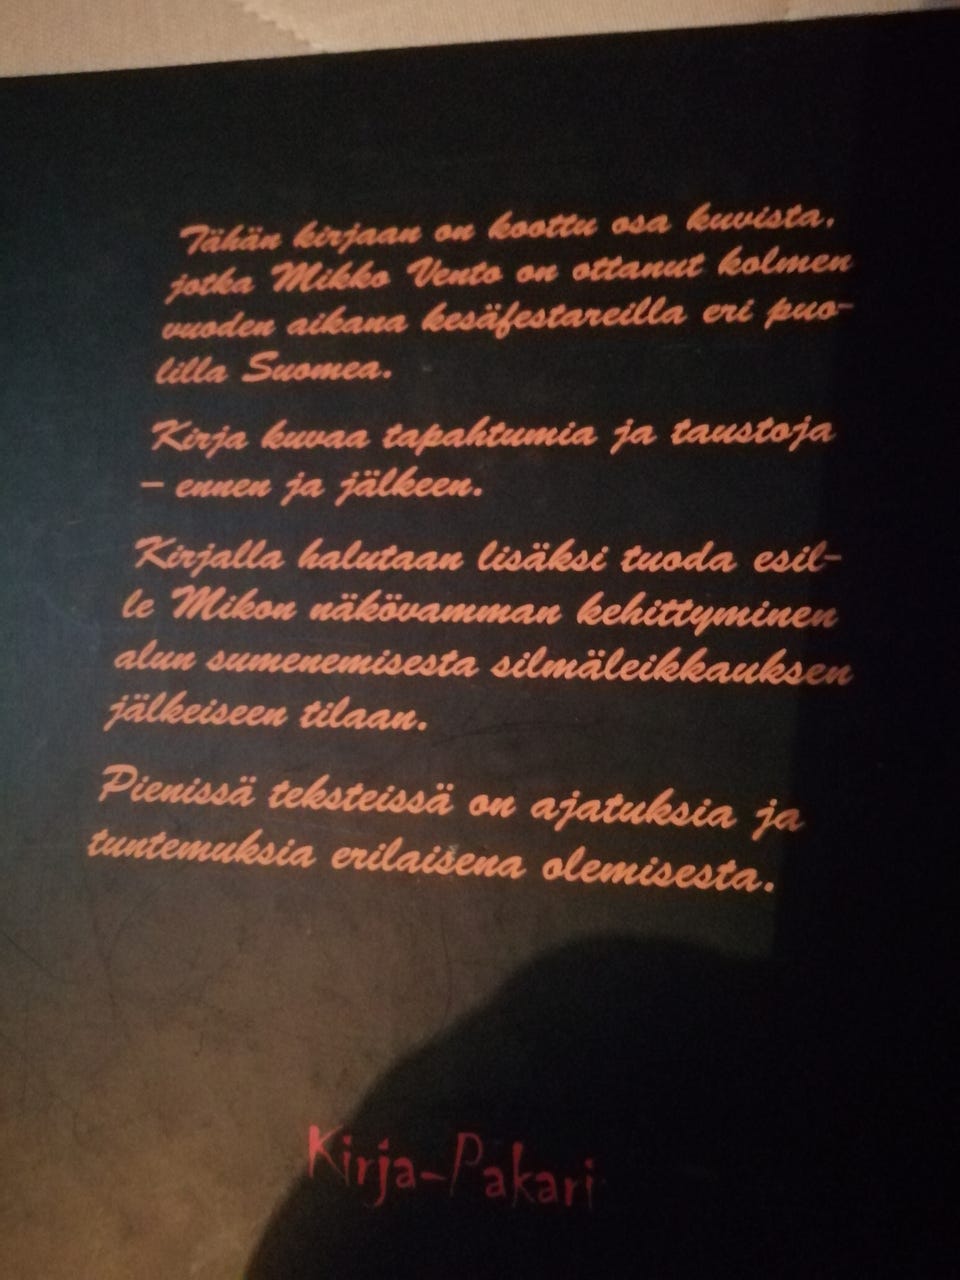 Tähän kirjaan on koottu osa kuvista,
jotka Mikko Vento on ottanut kolmen
vuoden aikana kesäfestareilla eri puo-
lilla Suomea.
Kirja kuvaa tapahtumia ja taustoja
– ennen ja jälkeen.
Kirjalla halutaan lisäksi tuoda esil-
le Mikon näkövamman kehittyminen
alun sumenemisesta silmäleikkauksen
jälkeiseen tilaan.
Pienissä teksteissä on ajatuksia ja
tuntemuksia erilaisena olemisesta.
Kirja-Pakari